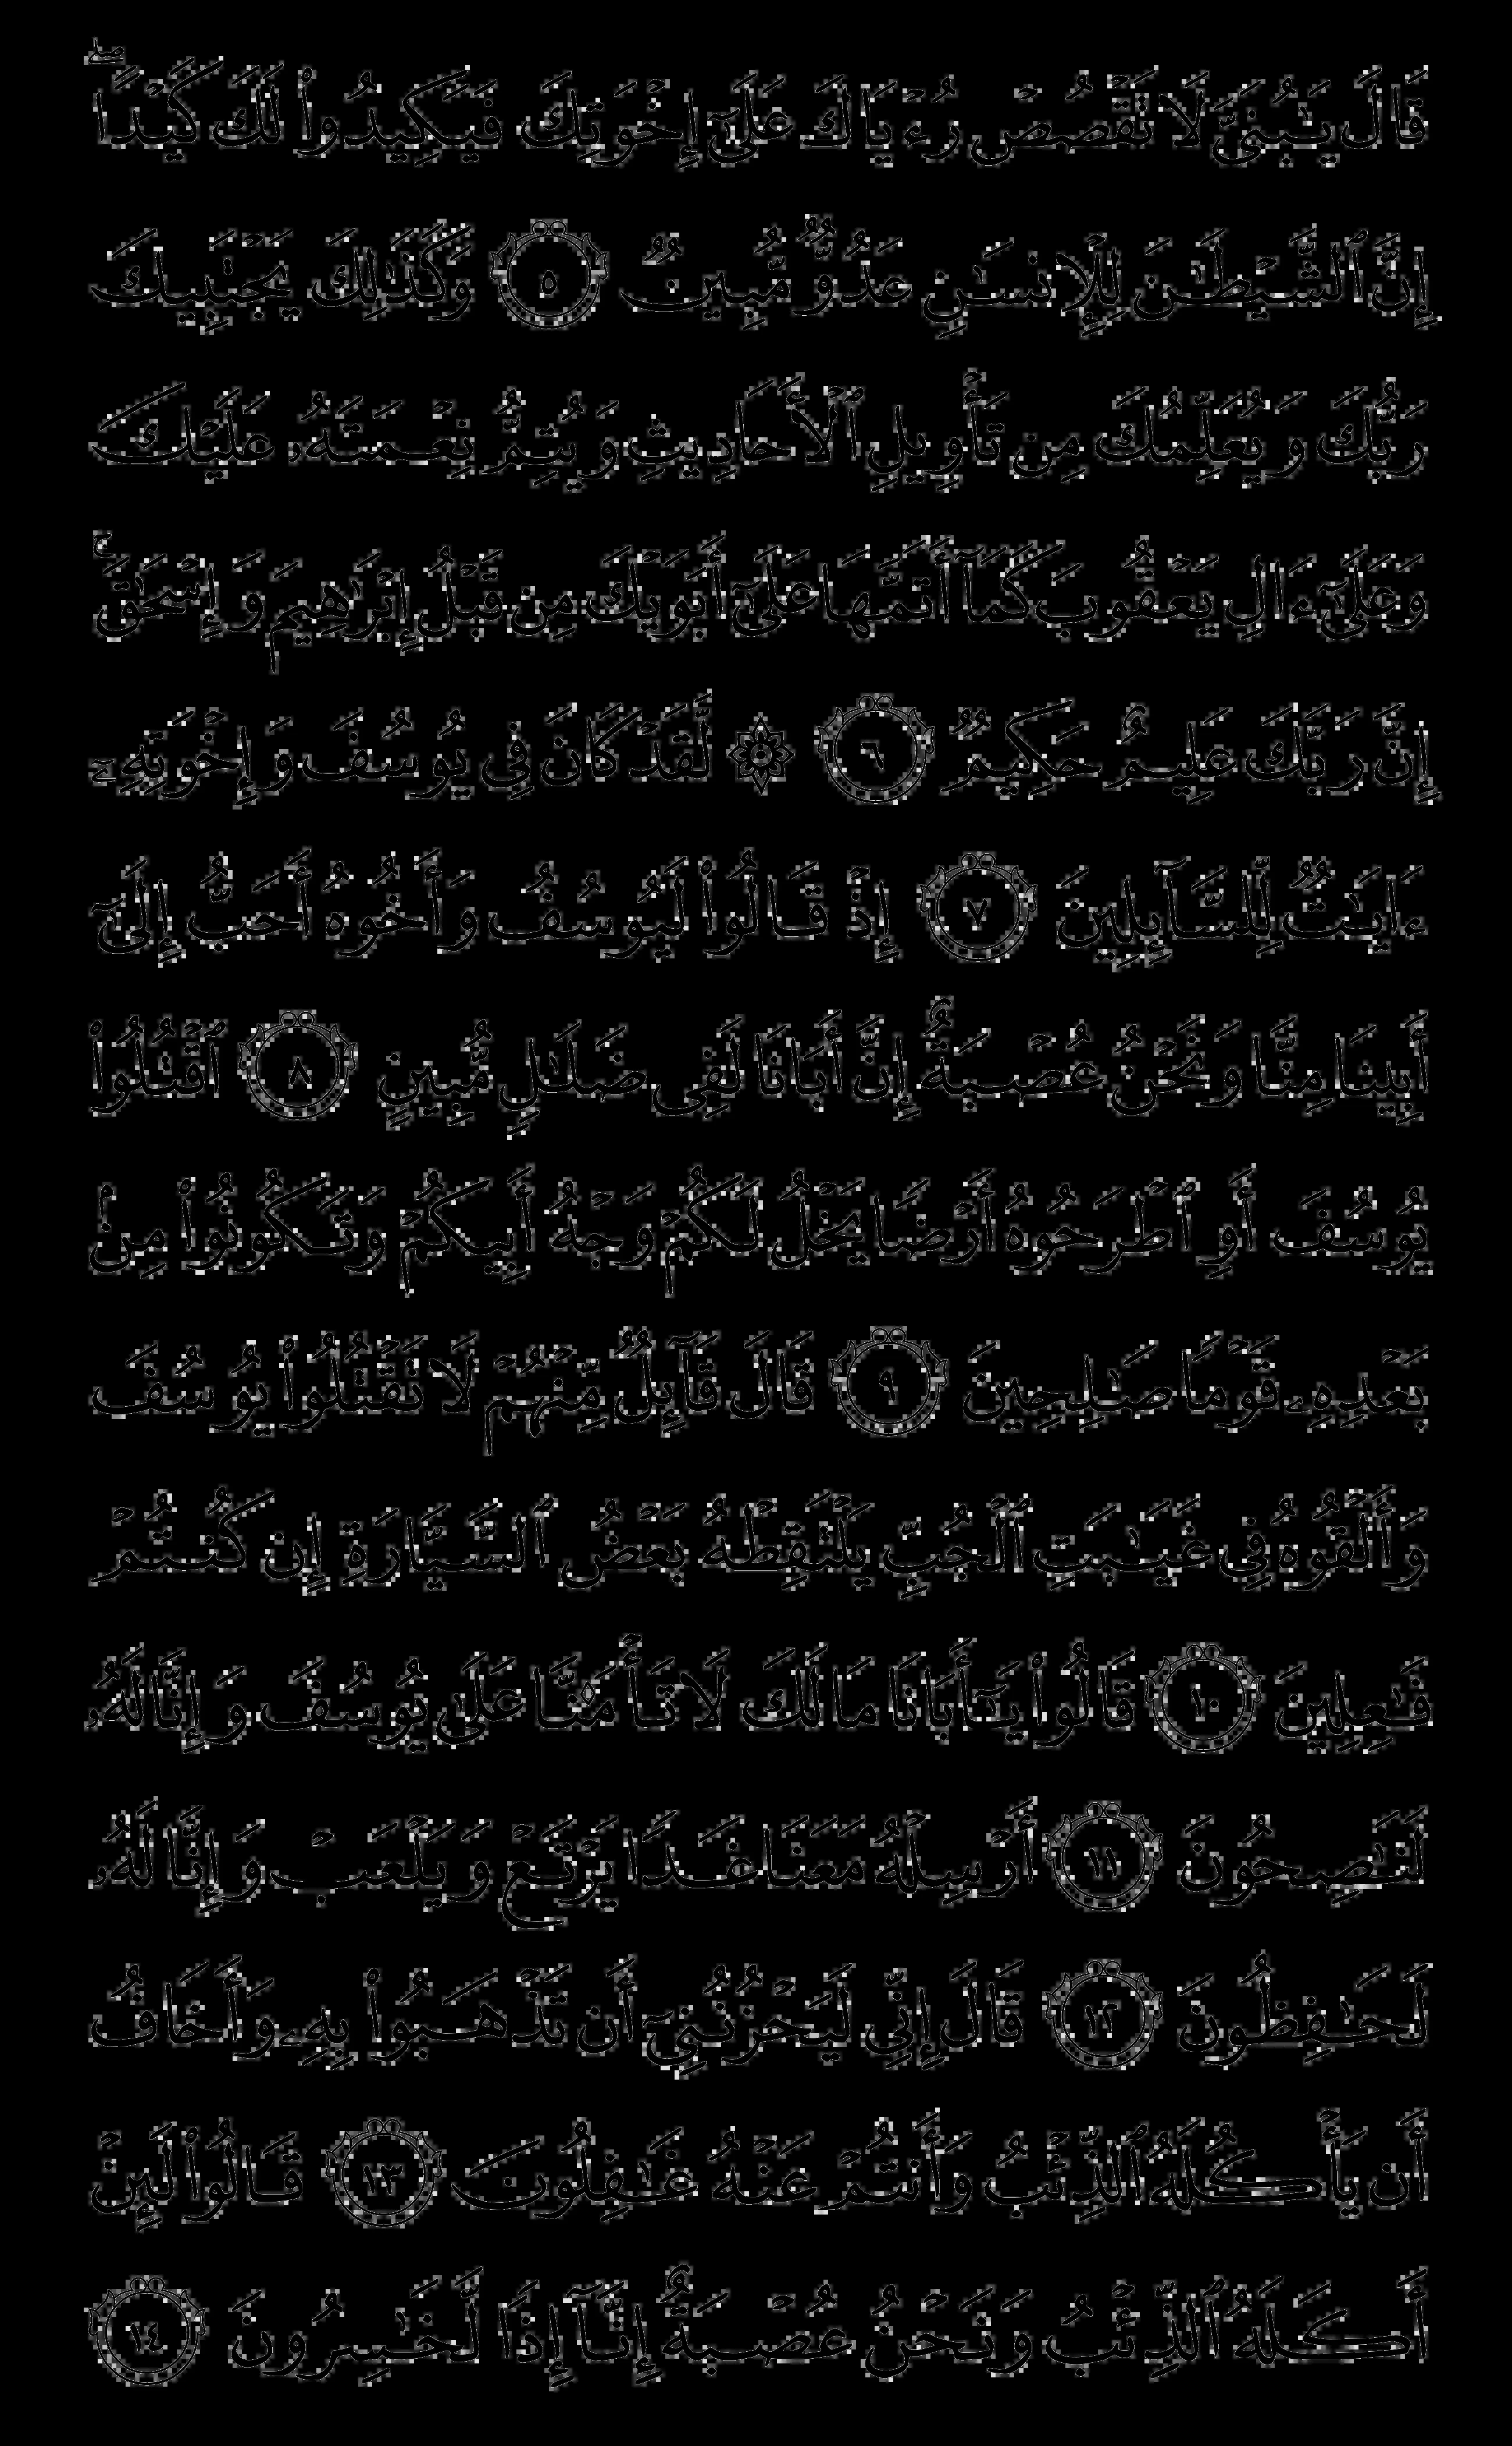 قَالَ يَـٰبُنَىَّ لَا تَقْصُصْ رُءْيَاكَ عَلَىٰٓ إِخْوَتِكَ فَيَكِيدُوا۟ لَكَ كَيْدًا ۖ
إِنَّ ٱلشَّيْطَـٰنَ لِلْإِنسَـٰنِ عَدُوٌّ مُّبِينٌ ٥ وَكَذَٰلِكَ يَجْتَبِيكَ
رَبُّكَ وَيُعَلِّمُكَ مِن تَأْوِيلِ ٱلْأَحَادِيثِ وَيُتِمُّ نِعْمَتَهُۥ عَلَيْكَ
وَعَلَىٰٓ ءَالِ يَعْقُوبَ كَمَآ أَتَمَّهَا عَلَىٰٓ أَبَوَيْكَ مِن قَبْلُ إِبْرَٰهِيمَ وَإِسْحَـٰقَ ۚ
إِنَّ رَبَّكَ عَلِيمٌ حَكِيمٌ ٦ ۞ لَّقَدْ كَانَ فِى يُوسُفَ وَإِخْوَتِهِۦٓ
ءَايَـٰتٌ لِّلسَّآئِلِينَ ٧ إِذْ قَالُوا۟ لَيُوسُفُ وَأَخُوهُ أَحَبُّ إِلَىٰٓ
أَبِينَا مِنَّا وَنَحْنُ عُصْبَةٌ إِنَّ أَبَانَا لَفِى ضَلَـٰلٍ مُّبِينٍ ٨ ٱقْتُلُوا۟
يُوسُفَ أَوِ ٱطْرَحُوهُ أَرْضًا يَخْلُ لَكُمْ وَجْهُ أَبِيكُمْ وَتَكُونُوا۟ مِنۢ
بَعْدِهِۦ قَوْمًا صَـٰلِحِينَ ٩ قَالَ قَآئِلٌ مِّنْهُمْ لَا تَقْتُلُوا۟ يُوسُفَ
وَأَلْقُوهُ فِى غَيَـٰبَتِ ٱلْجُبِّ يَلْتَقِطْهُ بَعْضُ ٱلسَّيَّارَةِ إِن كُنتُمْ
فَـٰعِلِينَ ١٠ قَالُوا۟ يَـٰٓأَبَانَا مَا لَكَ لَا تَأْمَ۫نَّا عَلَىٰ يُوسُفَ وَإِنَّا لَهُۥ
لَنَـٰصِحُونَ ١١ أَرْسِلْهُ مَعَنَا غَدًا يَرْتَعْ وَيَلْعَبْ وَإِنَّا لَهُۥ
لَحَـٰفِظُونَ ١٢ قَالَ إِنِّى لَيَحْزُنُنِىٓ أَن تَذْهَبُوا۟ بِهِۦ وَأَخَافُ
أَن يَأْكُلَهُ ٱلذِّئْبُ وَأَنتُمْ عَنْهُ غَـٰفِلُونَ ١٣ قَالُوا۟ لَئِنْ
أَكَلَهُ ٱلذِّئْبُ وَنَحْنُ عُصْبَةٌ إِنَّآ إِذًا لَّخَـٰسِرُونَ ١٤